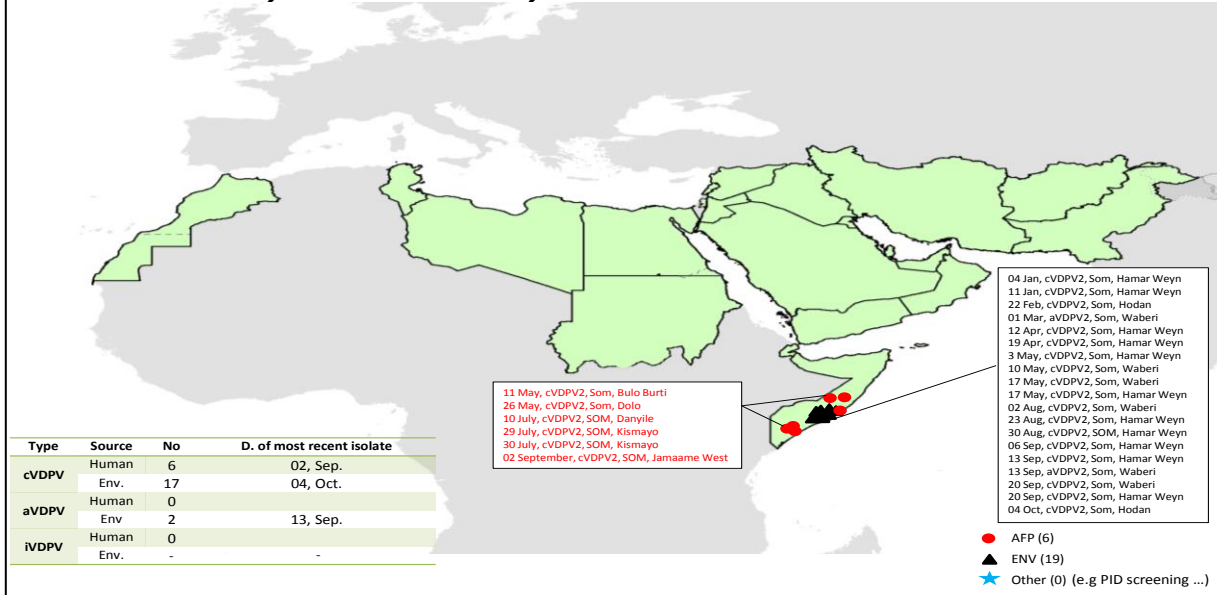 11 May, cVDPV2, Som, Bulo Burti
26 May, cVDPV2, Som, Dolo
10 July, cVDPV2, SOM, Danyile
29 July, cVDPV2, SOM, Kismayo
30 July, cVDPV2, SOM, Kismayo
02 September, cVDPV2, SOM, Jamaame West
04 Jan, cVDPV2, Som, Hamar Weyn
11 Jan, cVDPV2, Som, Hamar Weyn
22 Feb, cVDPV2, Som, Hodan
01 Mar, aVDPV2, Som, Waberi
12 Apr, cVDPV2, Som, Hamar Weyn
19 Apr, cVDPV2, Som, Hamar Weyn
3 May, cVDPV2, Som, Hamar Weyn
10 May, cVDPV2, Som, Waberi
17 May, cVDPV2, Som, Waberi
17 May, cVDPV2, Som, Hamar Weyn
02 Aug, cVDPV2, Som, Waberi
23 Aug, cVDPV2, Som, Hamar Weyn
30 Aug, cVDPV2, SOM, Hamar Weyn
06 Sep, cVDPV2, Som, Hamar Weyn
13 Sep, cVDPV2, Som, Hamar Weyn
13 Sep, aVDPV2, Som, Waberi
20 Sep, cVDPV2, Som, Waberi
20 Sep, cVDPV2, Som, Hamar Weyn
04 Oct, cVDPV2, Som, Hodan
Type Source No D. of most recent isolate
cVDPV Human 6 02, Sep.
Env. 17 04, Oct.
aVDPV Human 0
Env 2 13, Sep.
iVDPV Human 0
Env. - -
AFP (6)
ENV (19)
Other (0) (e.g PID screening ...)